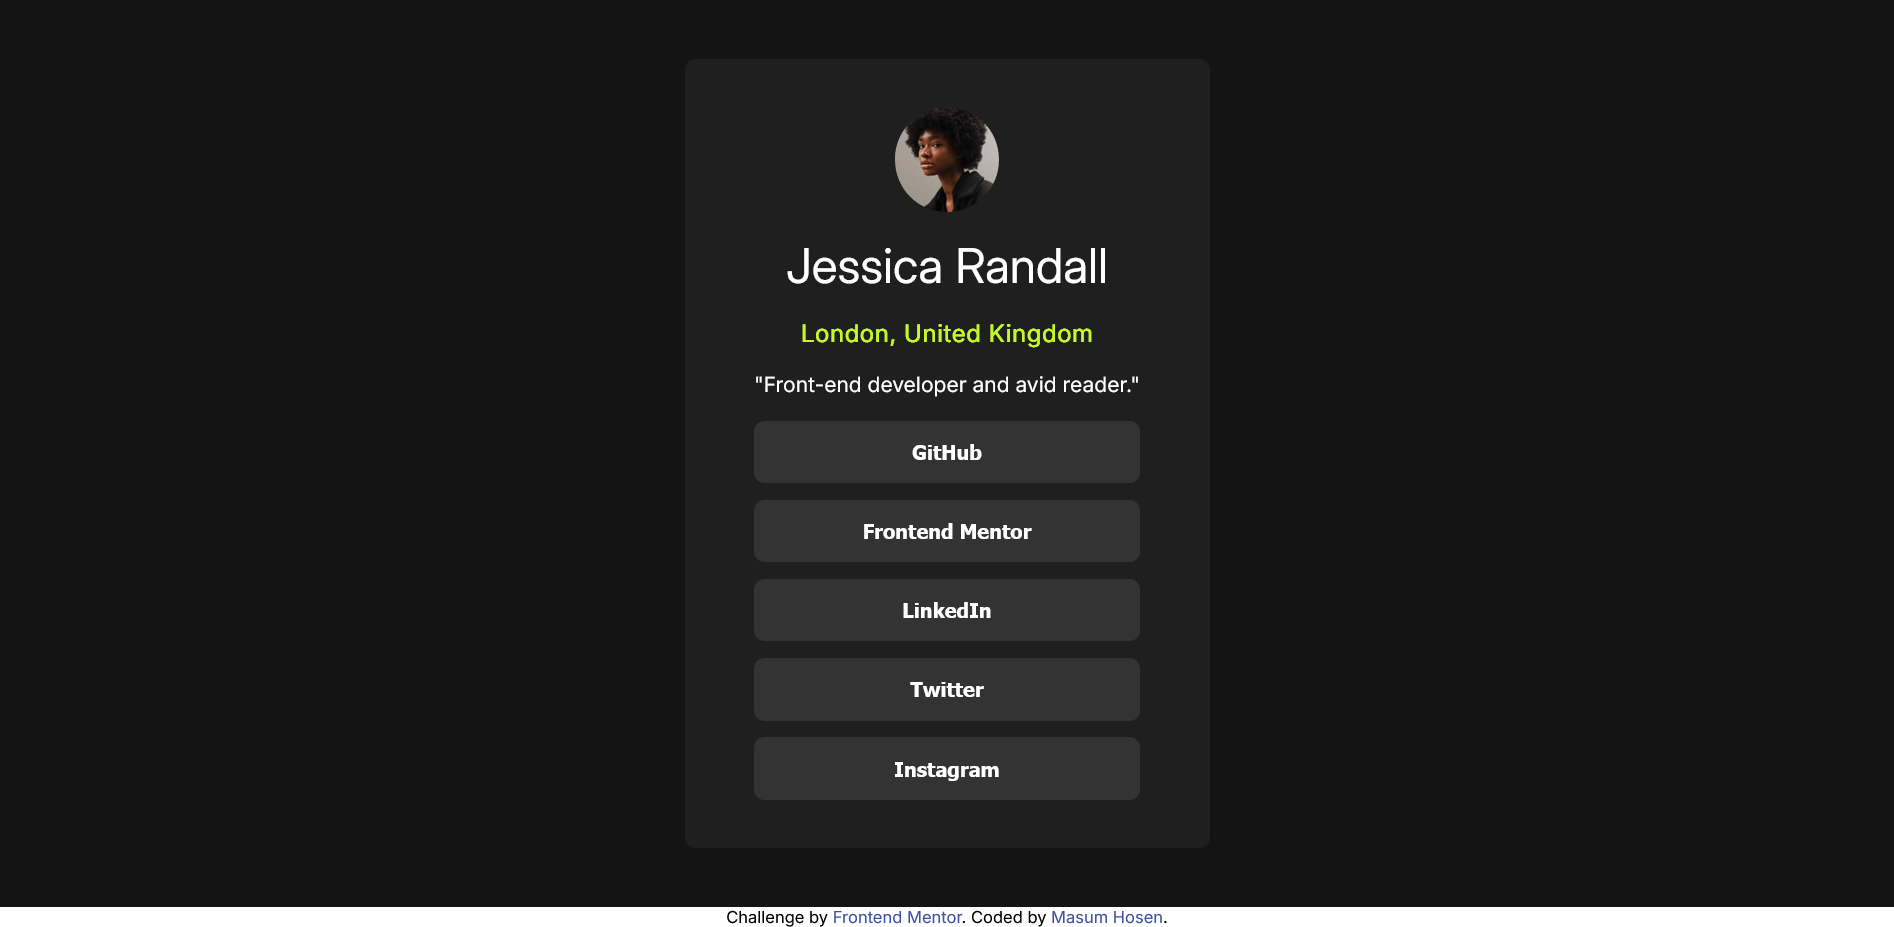 Jessica Randall
London, United Kingdom
"Front-end developer and avid reader."
GitHub
Frontend Mentor
LinkedIn
Twitter
Instagram
Challenge by Frontend Mentor. Coded by Masum Hosen.